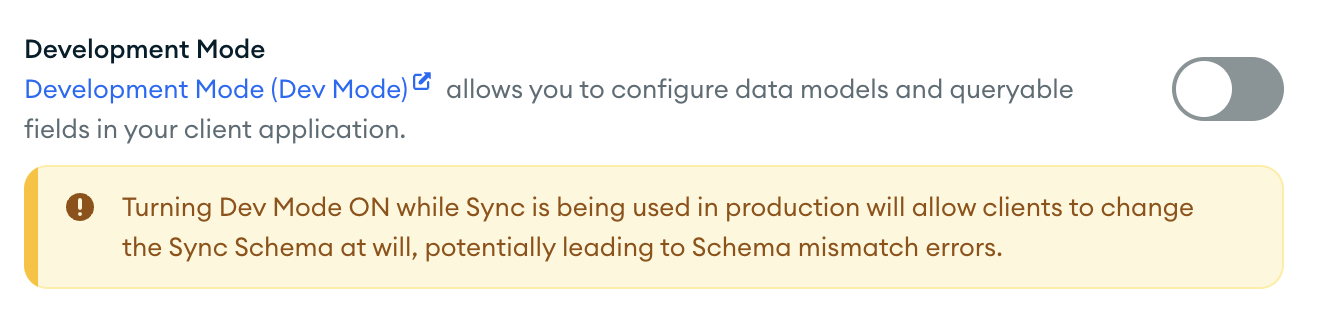 Development Mode
Development Mode (Dev Mode) allows you to configure data models and queryable
fields in your client application.
Turning Dev Mode ON while Sync is being used in production will allow clients to change
the Sync Schema at will, potentially leading to Schema mismatch errors.